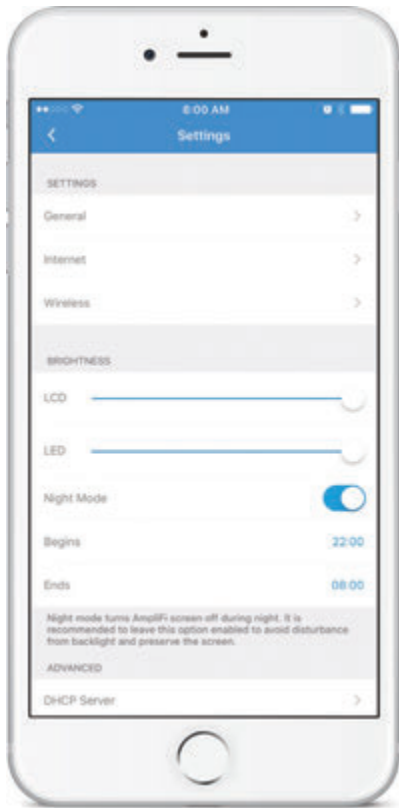 8:00 AM
Settings
SETTINGS
General
Internet
Wireless
BRIGHTNESS
LCD
LED
Night Mode
Begins 22:00
Ends 08:00
Night mode turns AmpliFi screen off during night. It is
recommended to leave this option enabled to avoid disturbance
from backlight and preserve the screen.
ADVANCED
DHCP Server